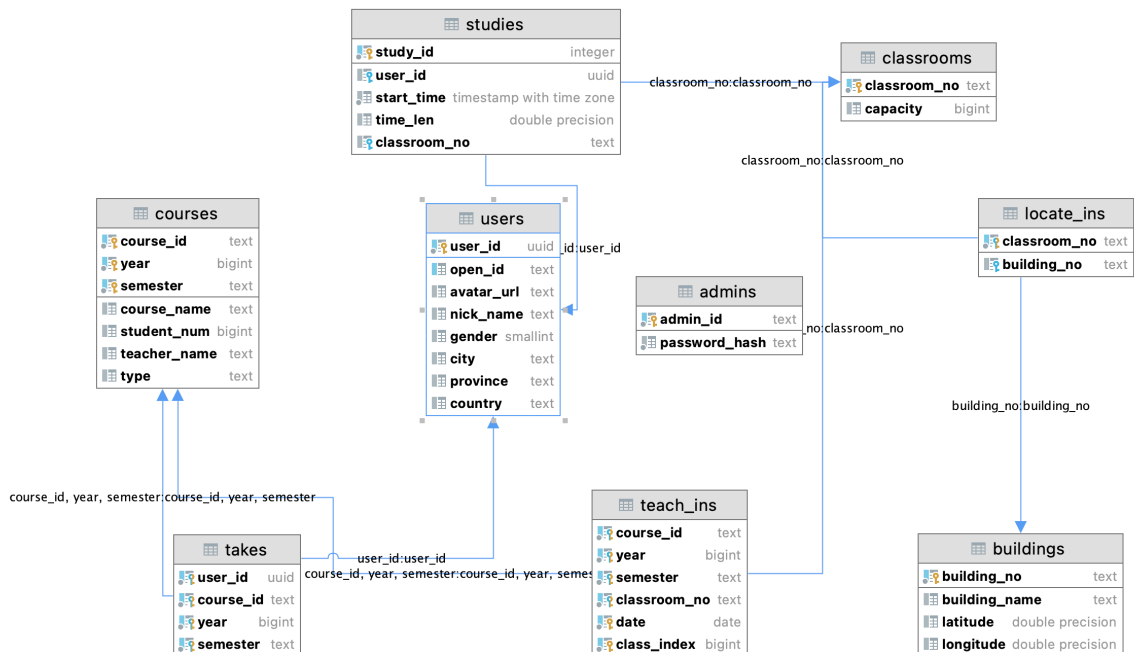 studies
study_id integer
user_id uuid
start_time timestamp with time zone
time_len double precision
classroom_no text
classroom_no:classroom_no
classrooms
classroom_no text
capacity bigint
classroom_no:classroom_no
courses
course_id text
year bigint
semester text
course_name text
student_num bigint
teacher_name text
type text
users
user_id uuid
open_id text
avatar_url text
nick_name text
gender smallint
city text
province text
country text
_id:user_id
locate_ins
classroom_no text
building_no text
admins
admin_id text
password_hash text
_no:classroom_no
building_no:building_no
course_id, year, semester:course_id, year, semester
takes
user_id uuid
course_id text
year bigint
semester text
user_id:user_id
course_id, year, semester:course_id, year, semes
teach_ins
course_id text
year bigint
semester text
classroom_no text
date date
class_index bigint
buildings
building_no text
building_name text
latitude double precision
longitude double precision